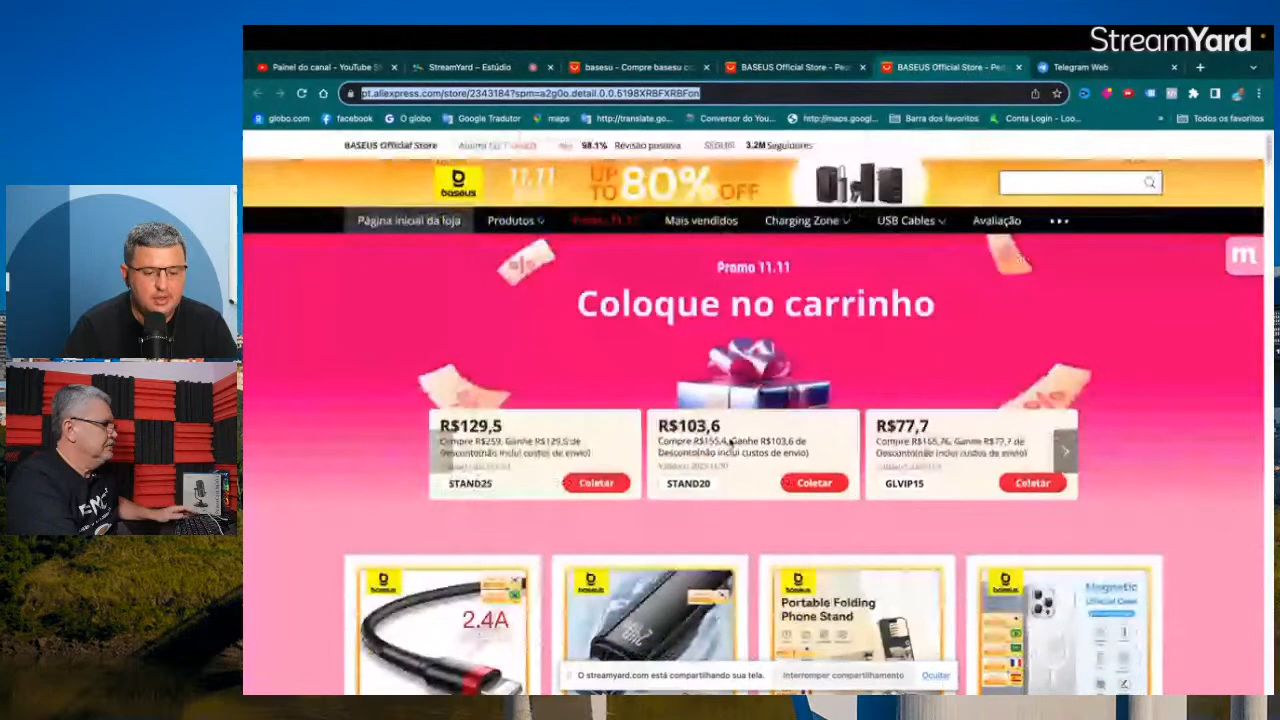 StreamYard
Painel do canal - YouTube S
StreamYard – Estúdio
basesu - Compre basesu c
BASEUS Official Store - Pe
BASEUS Official Store - Pe
Telegram Web
pt.aliexpress.com/store/2343184?spm=a2g0o.detail.0.0.5198XRBFXRBFon
globo.com
facebook
O globo
Google Tradutor
maps
http://translate.go...
Conversor do You...
http://maps.googl...
Barra dos favoritos
Conta Login - Loo...
» Todos os favoritos
BASEUS Official Store
98.1% Revisão positiva
3.2M Seguidores
baseus
11.11
UP TO 80% OFF
Página inicial da loja
Produtos
Promo 11.11
Mais vendidos
Charging Zone
USB Cables
Avaliação
m
Promo 11.11
Coloque no carrinho
R$129,5
Compre R$259, Ganhe R$129,5 de
Desconto(não inclui custos de envio)
STAND25
Coletar
R$103,6
Compre R$155,4, Ganhe R$103,6 de
Desconto(não inclui custos de envio)
STAND20
Coletar
R$77,7
Ganhe R$77,7 de
Desconto(não inclui custos de envio)
GLVIP15
Coletar
baseus
2.4A
baseus
baseus
Portable Folding
Phone Stand
baseus
Magnetic
O streamyard.com está compartilhando sua tela.
Interromper compartilhamento
Ocultar